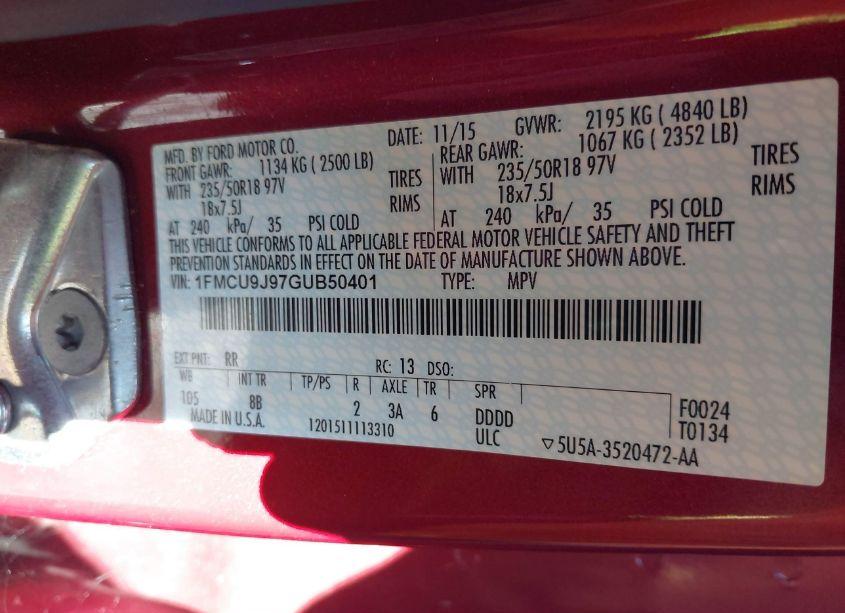 MFD. BY FORD MOTOR CO. DATE: 11/15 GVWR: 2195 KG ( 4840 LB)
FRONT GAWR: 1134 KG ( 2500 LB) REAR GAWR: 1067 KG ( 2352 LB)
WITH 235/50R18 97V TIRES WITH 235/50R18 97V TIRES
18x7.5J RIMS 18x7.5J RIMS
AT 240 kPa/ 35 PSI COLD AT 240 kPa/ 35 PSI COLD
THIS VEHICLE CONFORMS TO ALL APPLICABLE FEDERAL MOTOR VEHICLE SAFETY AND THEFT
PREVENTION STANDARDS IN EFFECT ON THE DATE OF MANUFACTURE SHOWN ABOVE.
VIN: 1FMCU9J97GUB50401 TYPE: MPV
EXT PNT: RR RC: 13 DSO:
WB INT TR TP/PS R AXLE TR SPR
105 8B 2 3A 6 DDDD F0024
MADE IN U.S.A. 1201511113310 ULC T0134
▽5U5A-3520472-AA